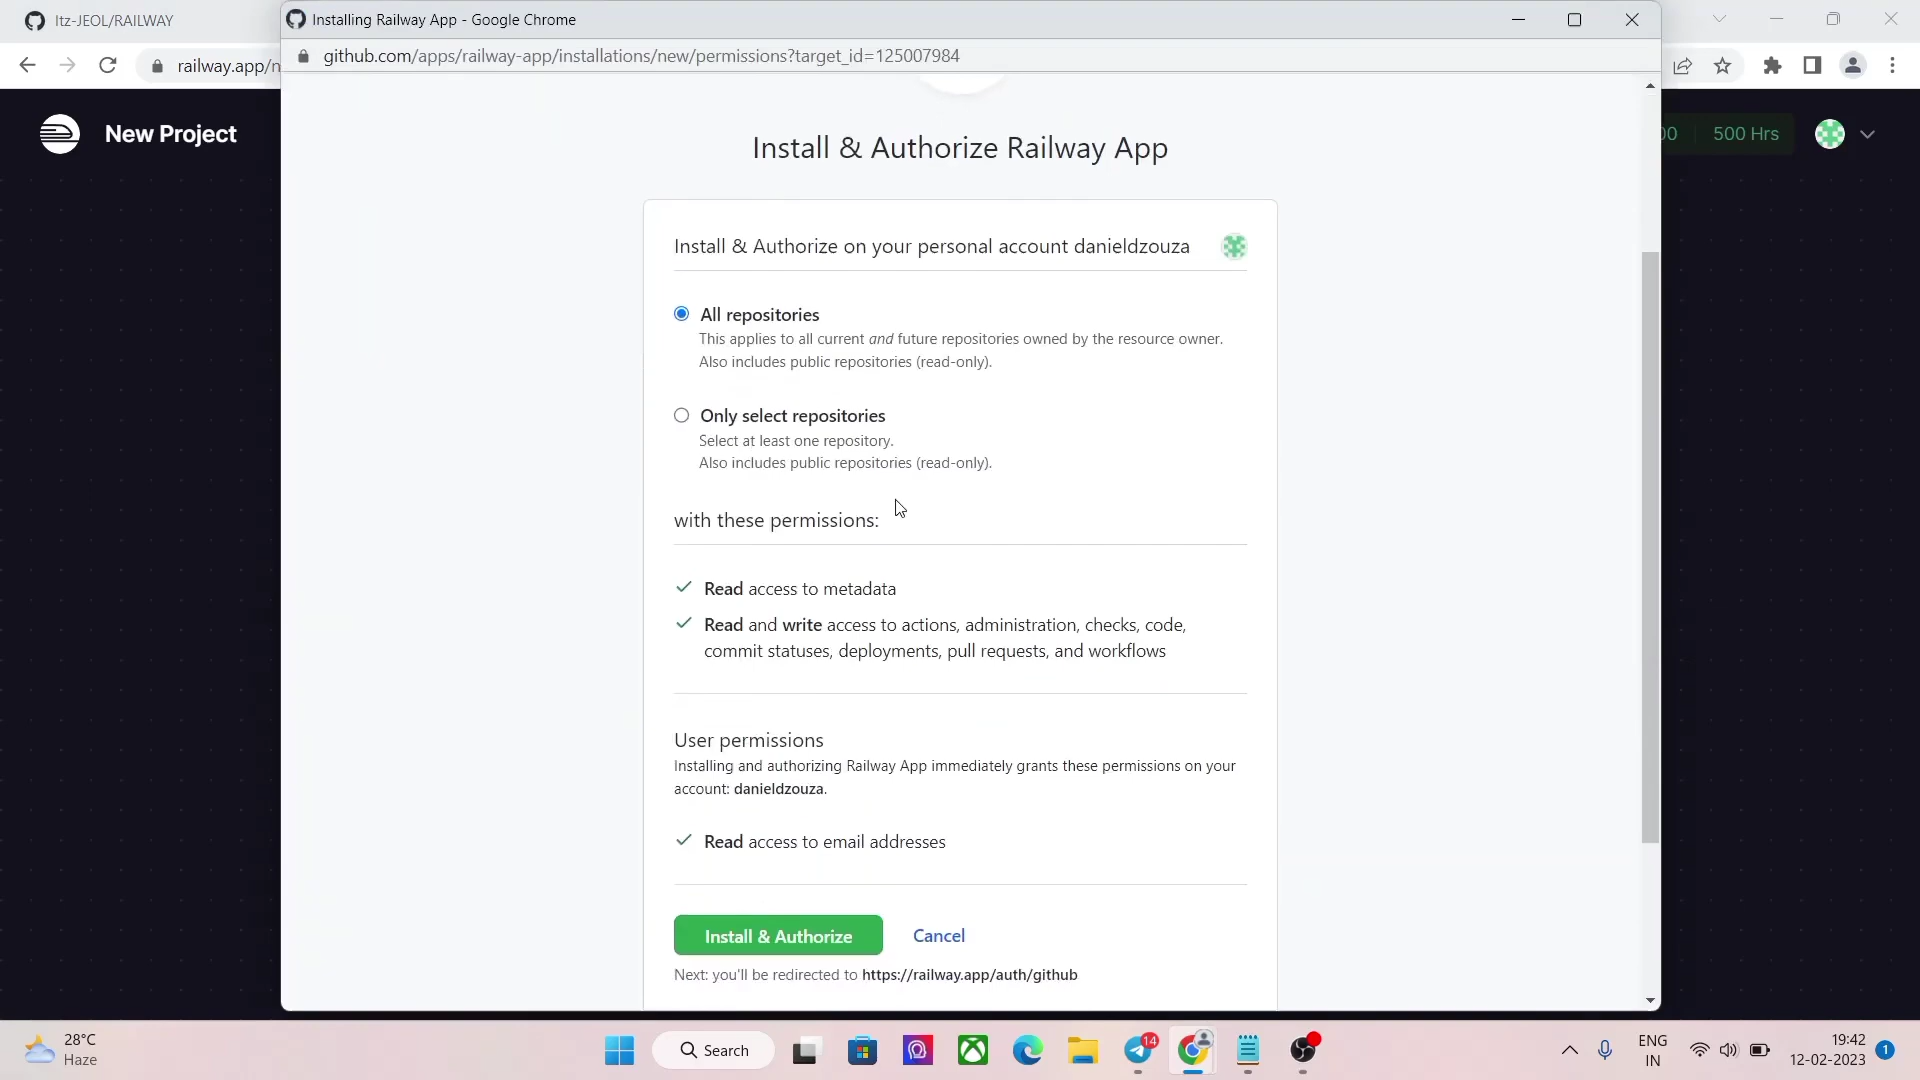 Itz-JEOL/RAILWAY
Installing Railway App - Google Chrome
railway.app/n
github.com/apps/railway-app/installations/new/permissions?target_id=125007984
New Project
00
500 Hrs
Install & Authorize Railway App
Install & Authorize on your personal account danieldzouza
All repositories
This applies to all current and future repositories owned by the resource owner.
Also includes public repositories (read-only).
Only select repositories
Select at least one repository.
Also includes public repositories (read-only).
with these permissions:
Read access to metadata
Read and write access to actions, administration, checks, code,
commit statuses, deployments, pull requests, and workflows
User permissions
Installing and authorizing Railway App immediately grants these permissions on your
account: danieldzouza.
Read access to email addresses
Install & Authorize
Cancel
Next: you'll be redirected to https://railway.app/auth/github
28°C
Haze
Search
14
ENG
IN
19:42
12-02-2023
1